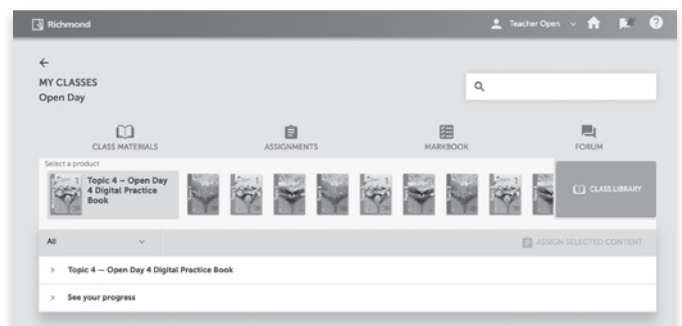 Richmond
Teacher Open
MY CLASSES
Open Day
CLASS MATERIALS
ASSIGNMENTS
MARKBOOK
FORUM
Select a product
Topic 4 – Open Day
4 Digital Practice
Book
CLASS LIBRARY
All
ASSIGN SELECTED CONTENT
Topic 4 — Open Day 4 Digital Practice Book
See your progress